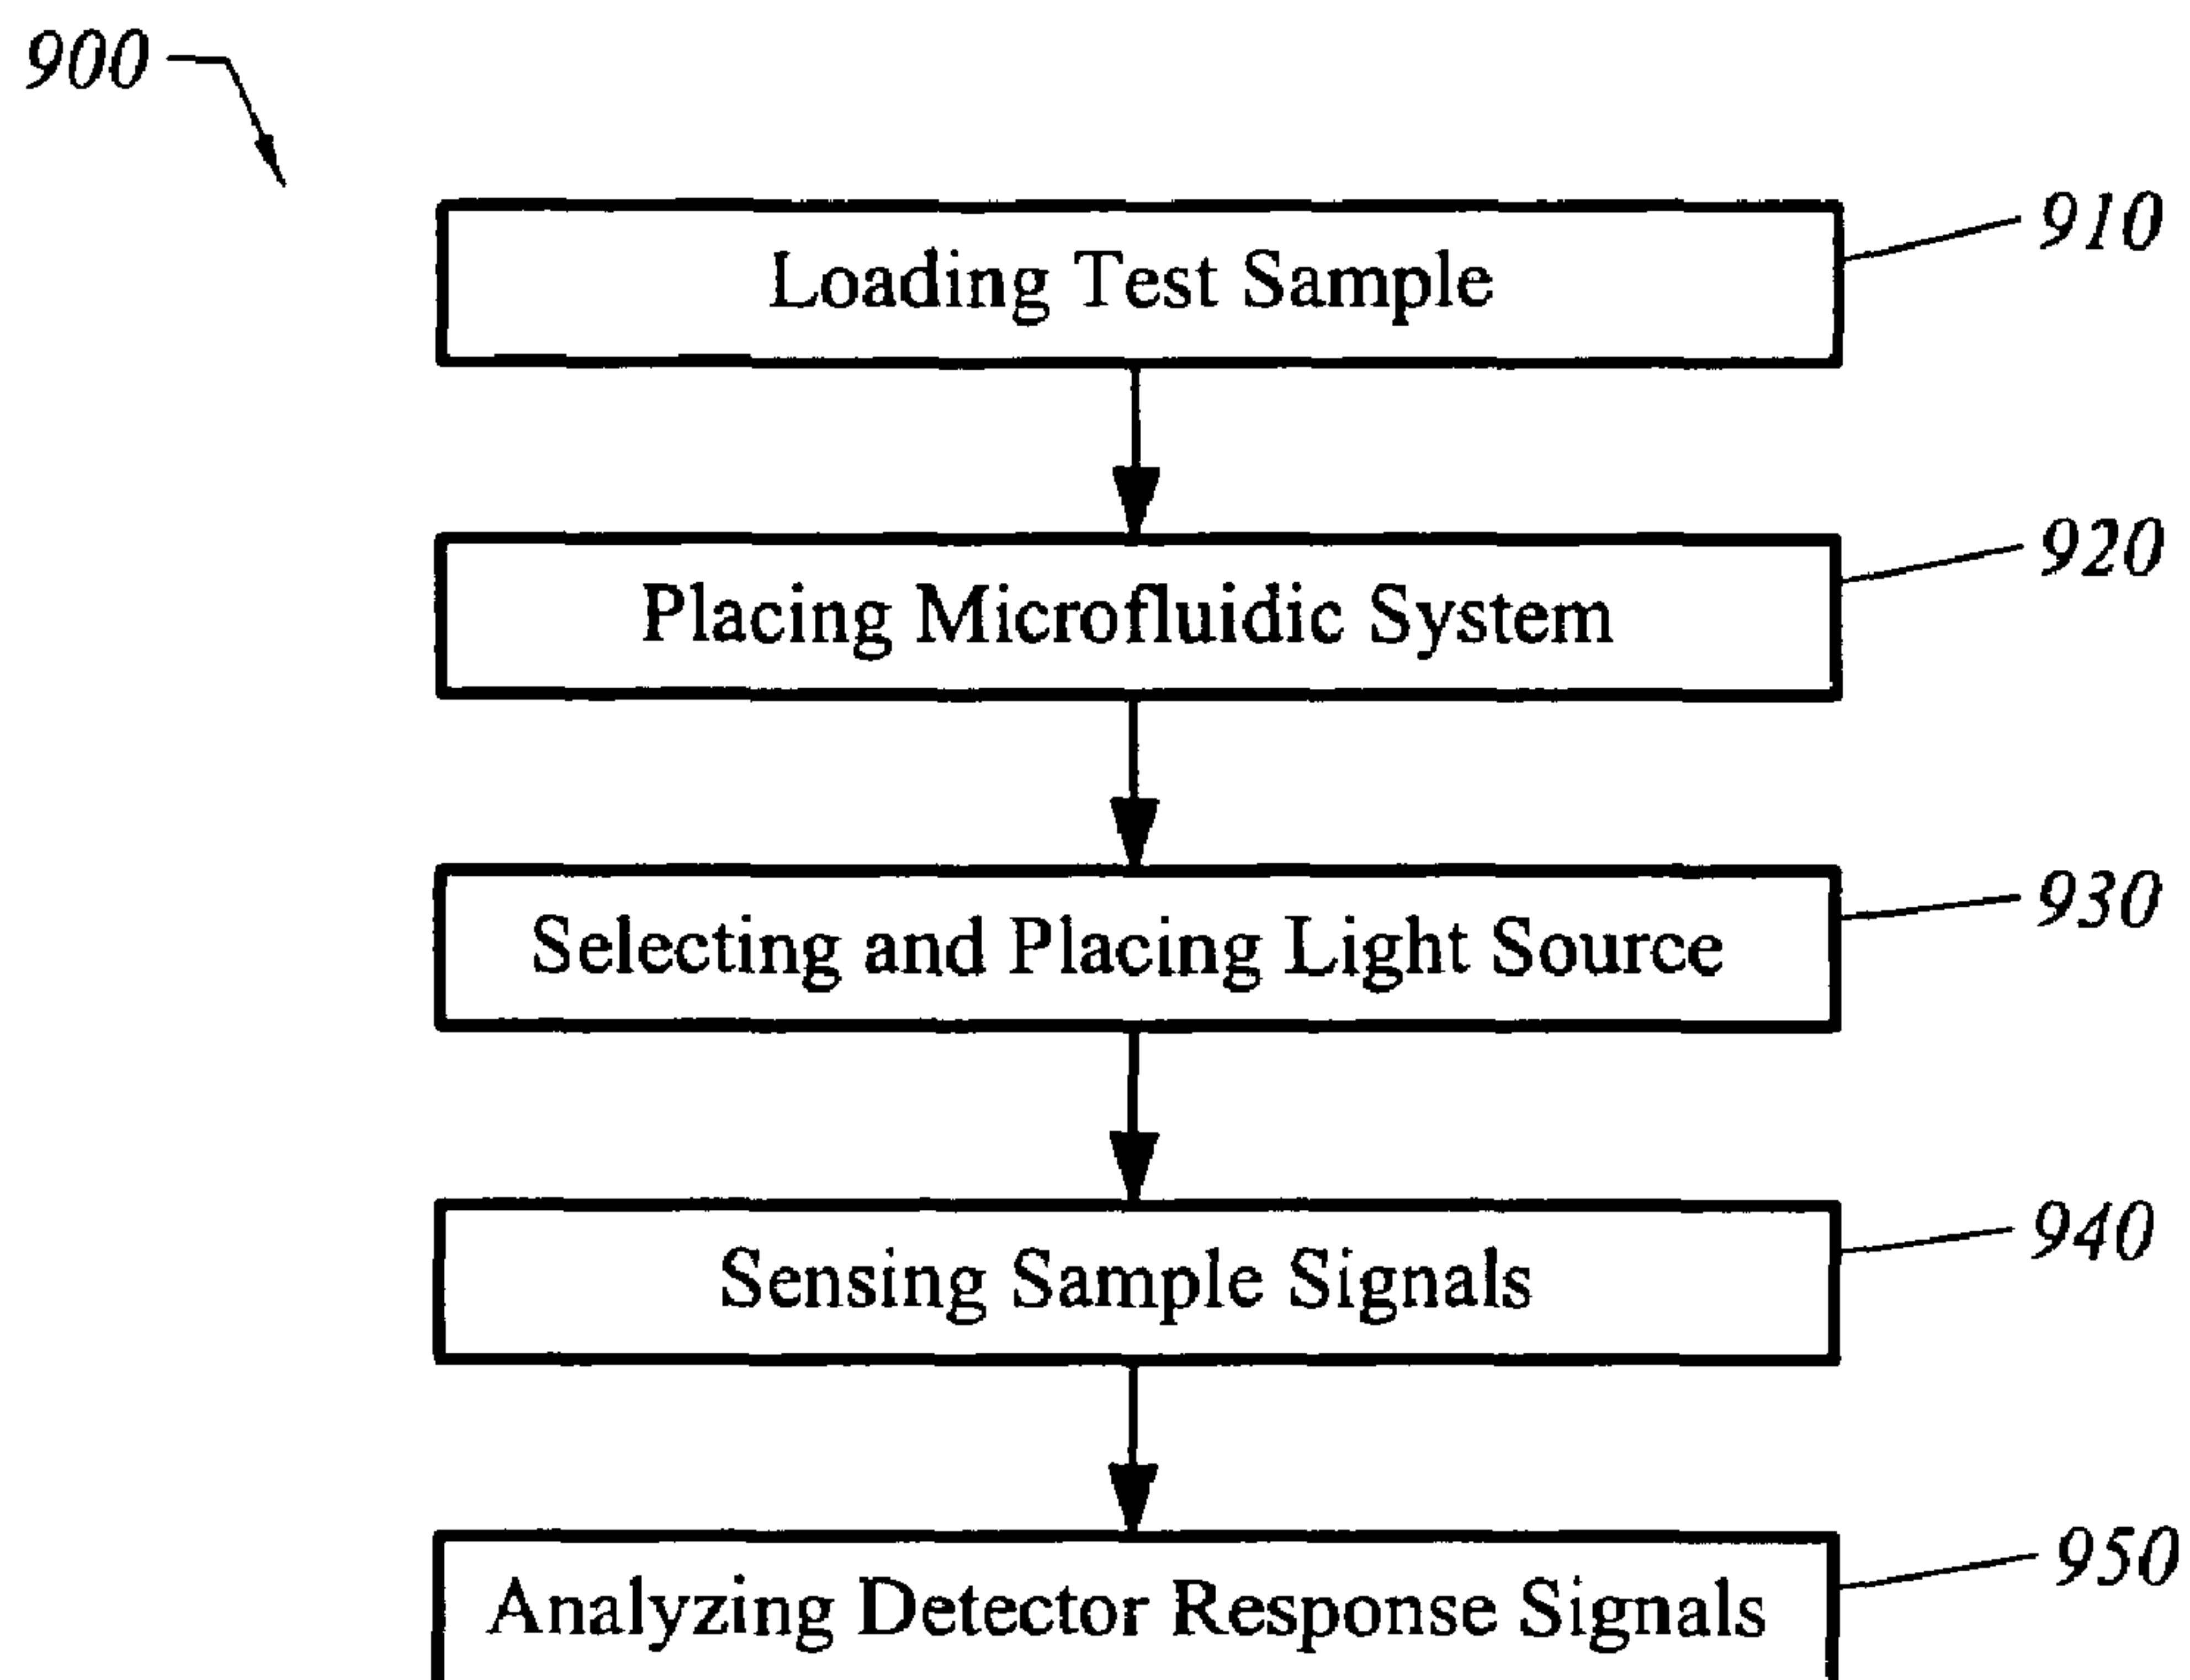 900
Loading Test Sample
910
Placing Microfluidic System
920
Selecting and Placing Light Source
930
Sensing Sample Signals
940
Analyzing Detector Response Signals
950